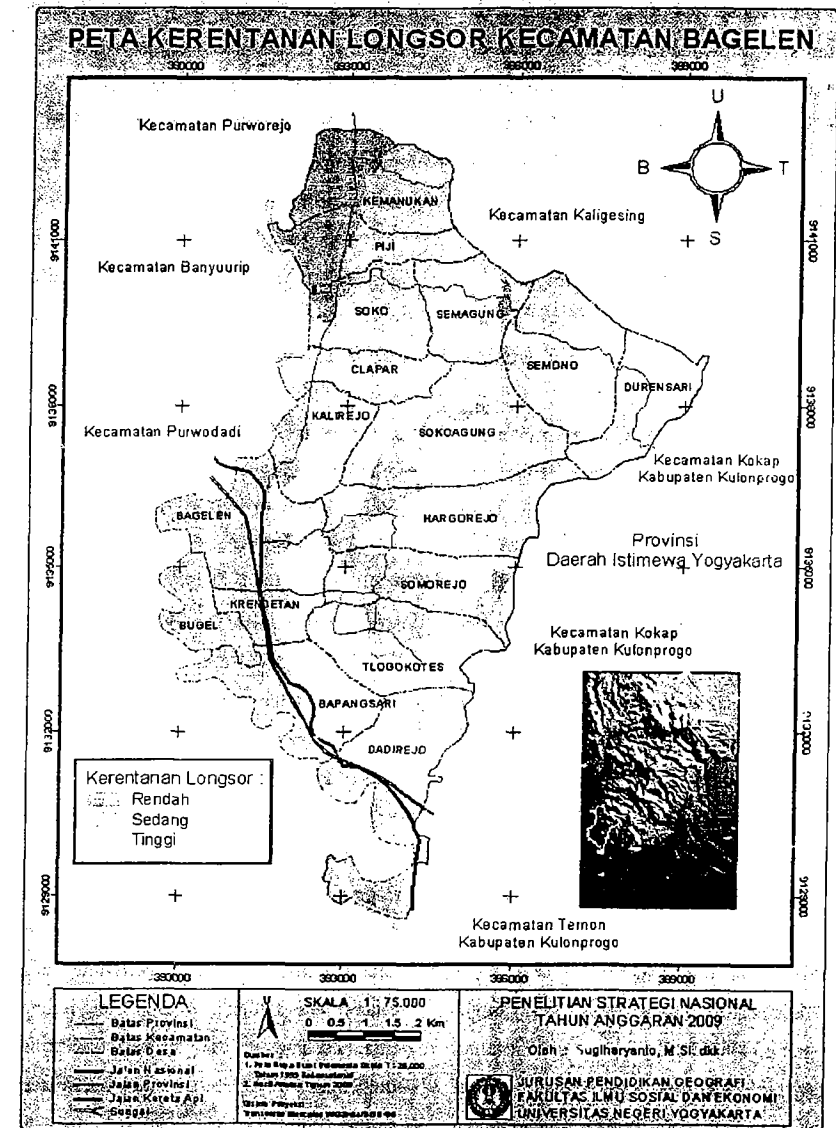 PETA KERENTANAN LONGSOR KECAMATAN BAGELEN
U
B
T
S
Kecamatan Purworejo
Kecamatan Kaligesing
Kecamatan Banyuurip
Kecamatan Purwodadi
Kecamatan Kokap
Kabupaten Kulonprogo
Provinsi
Daerah Istimewa Yogyakarta
Kecamatan Kokap
Kabupaten Kulonprogo
Kecamatan Temon
Kabupaten Kulonprogo
KEMANUKAN
PIJI
SOKO
SEMAGUNG
CLAPAR
SEMONO
DURENSARI
KALIREJO
SOKOAGUNG
BAGELEN
HARGOREJO
SOMOREJO
KRENDETAN
BUGEL
TLOGOKOTES
BAPANGSARI
DADIREJO
9141000
9141000
9138000
9138000
9135000
9135000
9132000
9132000
9129000
9129000
Kerentanan Longsor :
Rendah
Sedang
Tinggi
LEGENDA
Batas Provinsi
Batas Kecamatan
Batas Desa
Jalan Nasional
Jalan Provinsi
Jalan Kereta Api
Sungai
U
SKALA 1 : 75.000
0 0.5 1 1.5 2 Km
PENELITIAN STRATEGI NASIONAL
TAHUN ANGGARAN 2009
Oleh : Sugiharyanto, M.Si. dkk.
JURUSAN PENDIDIKAN GEOGRAFI
FAKULTAS ILMU SOSIAL DAN EKONOMI
UNIVERSITAS NEGERI YOGYAKARTA